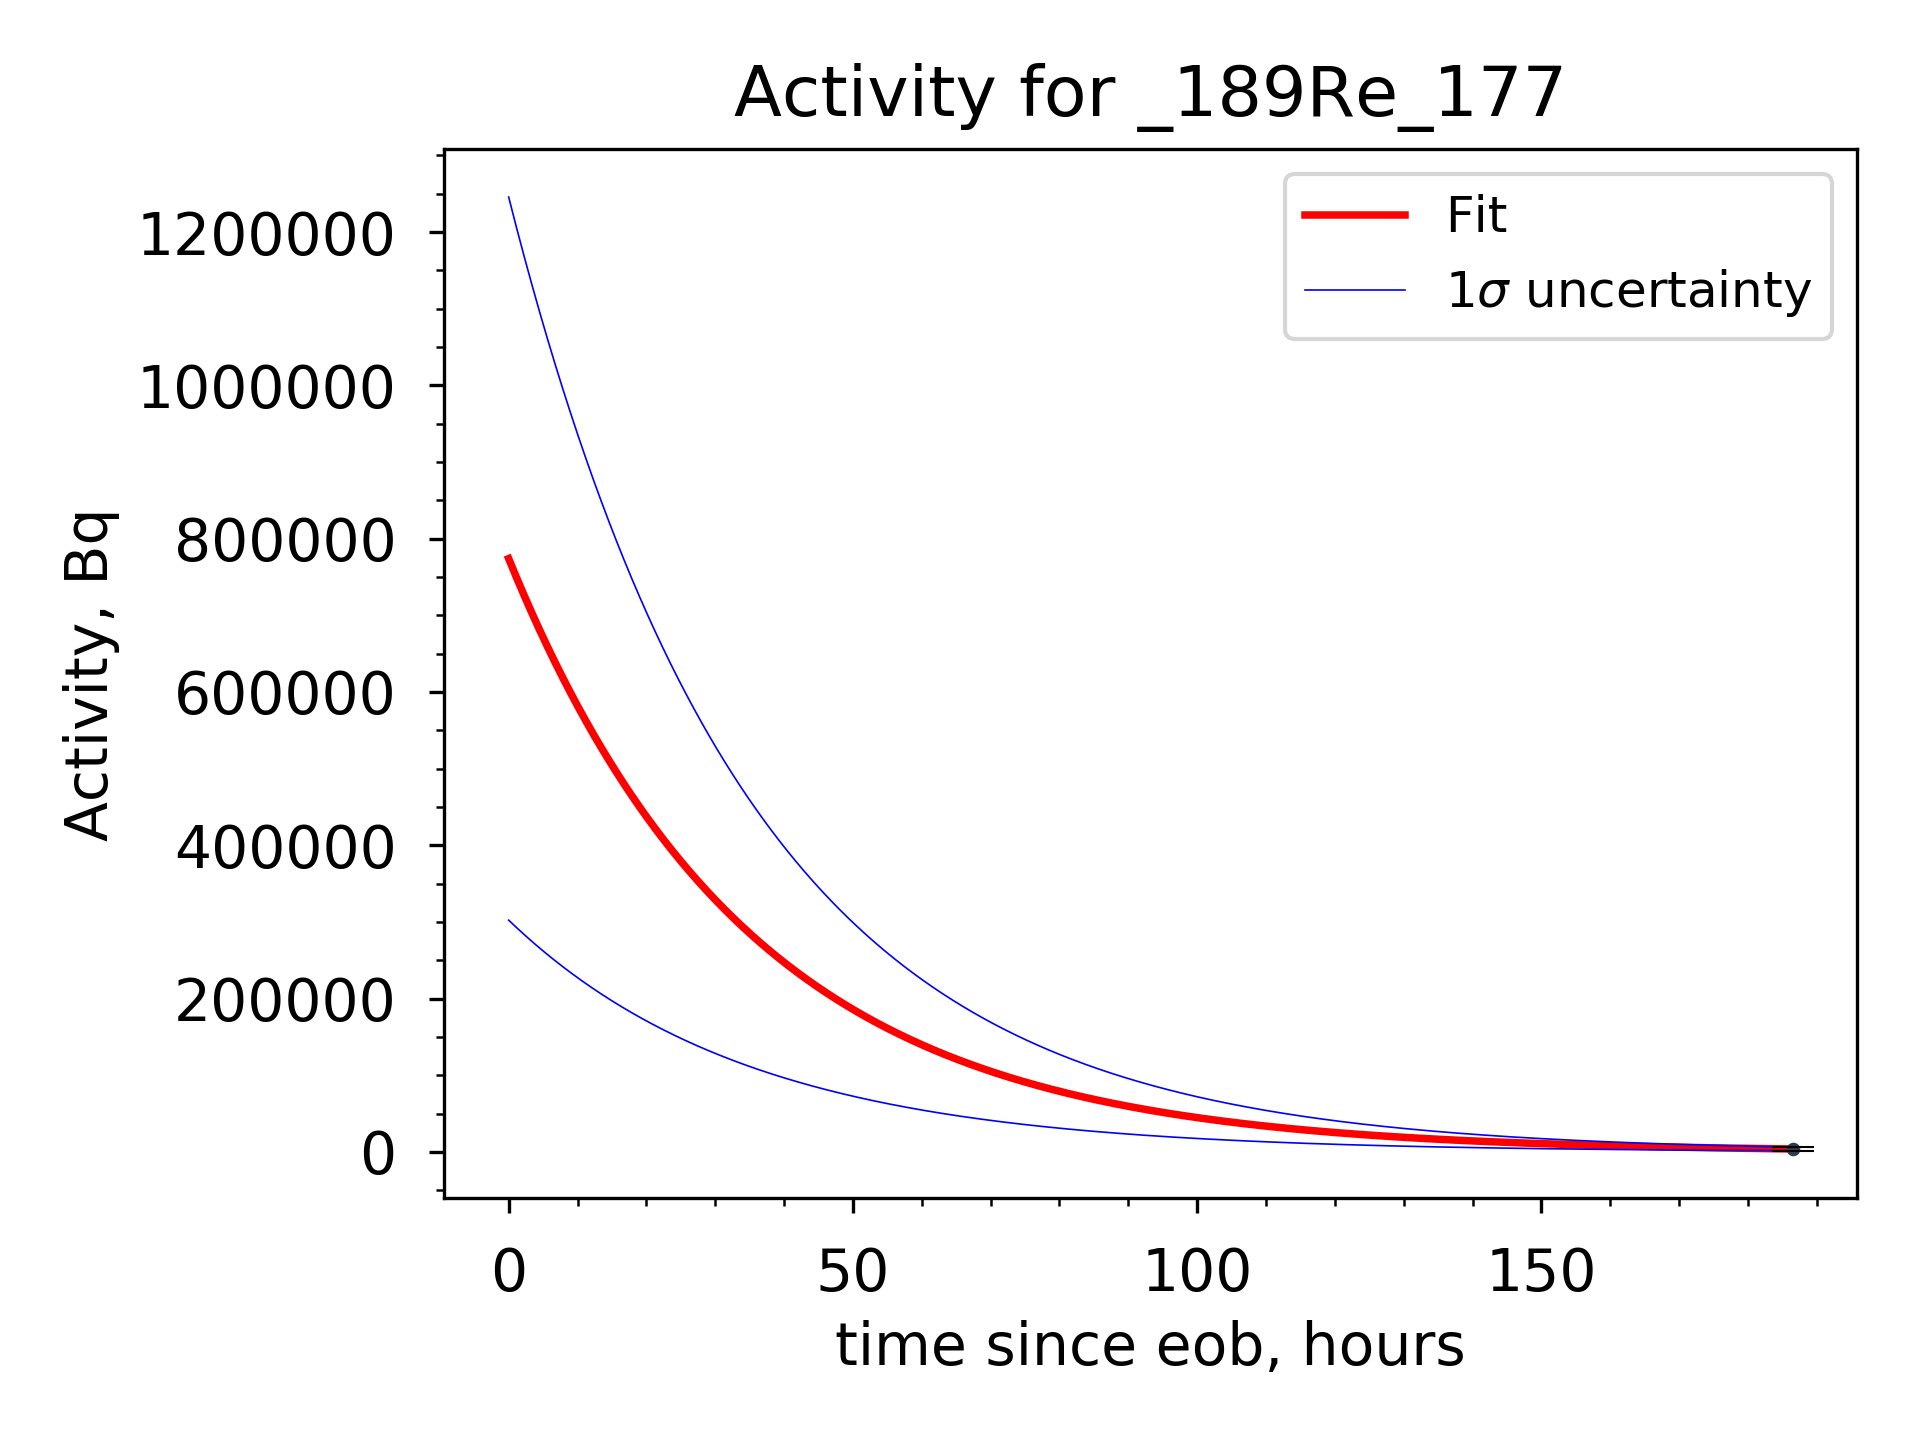 Activity for _189Re_177
Fit
1σ uncertainty
Activity, Bq
1200000
1000000
800000
600000
400000
200000
0
0 50 100 150
time since eob, hours